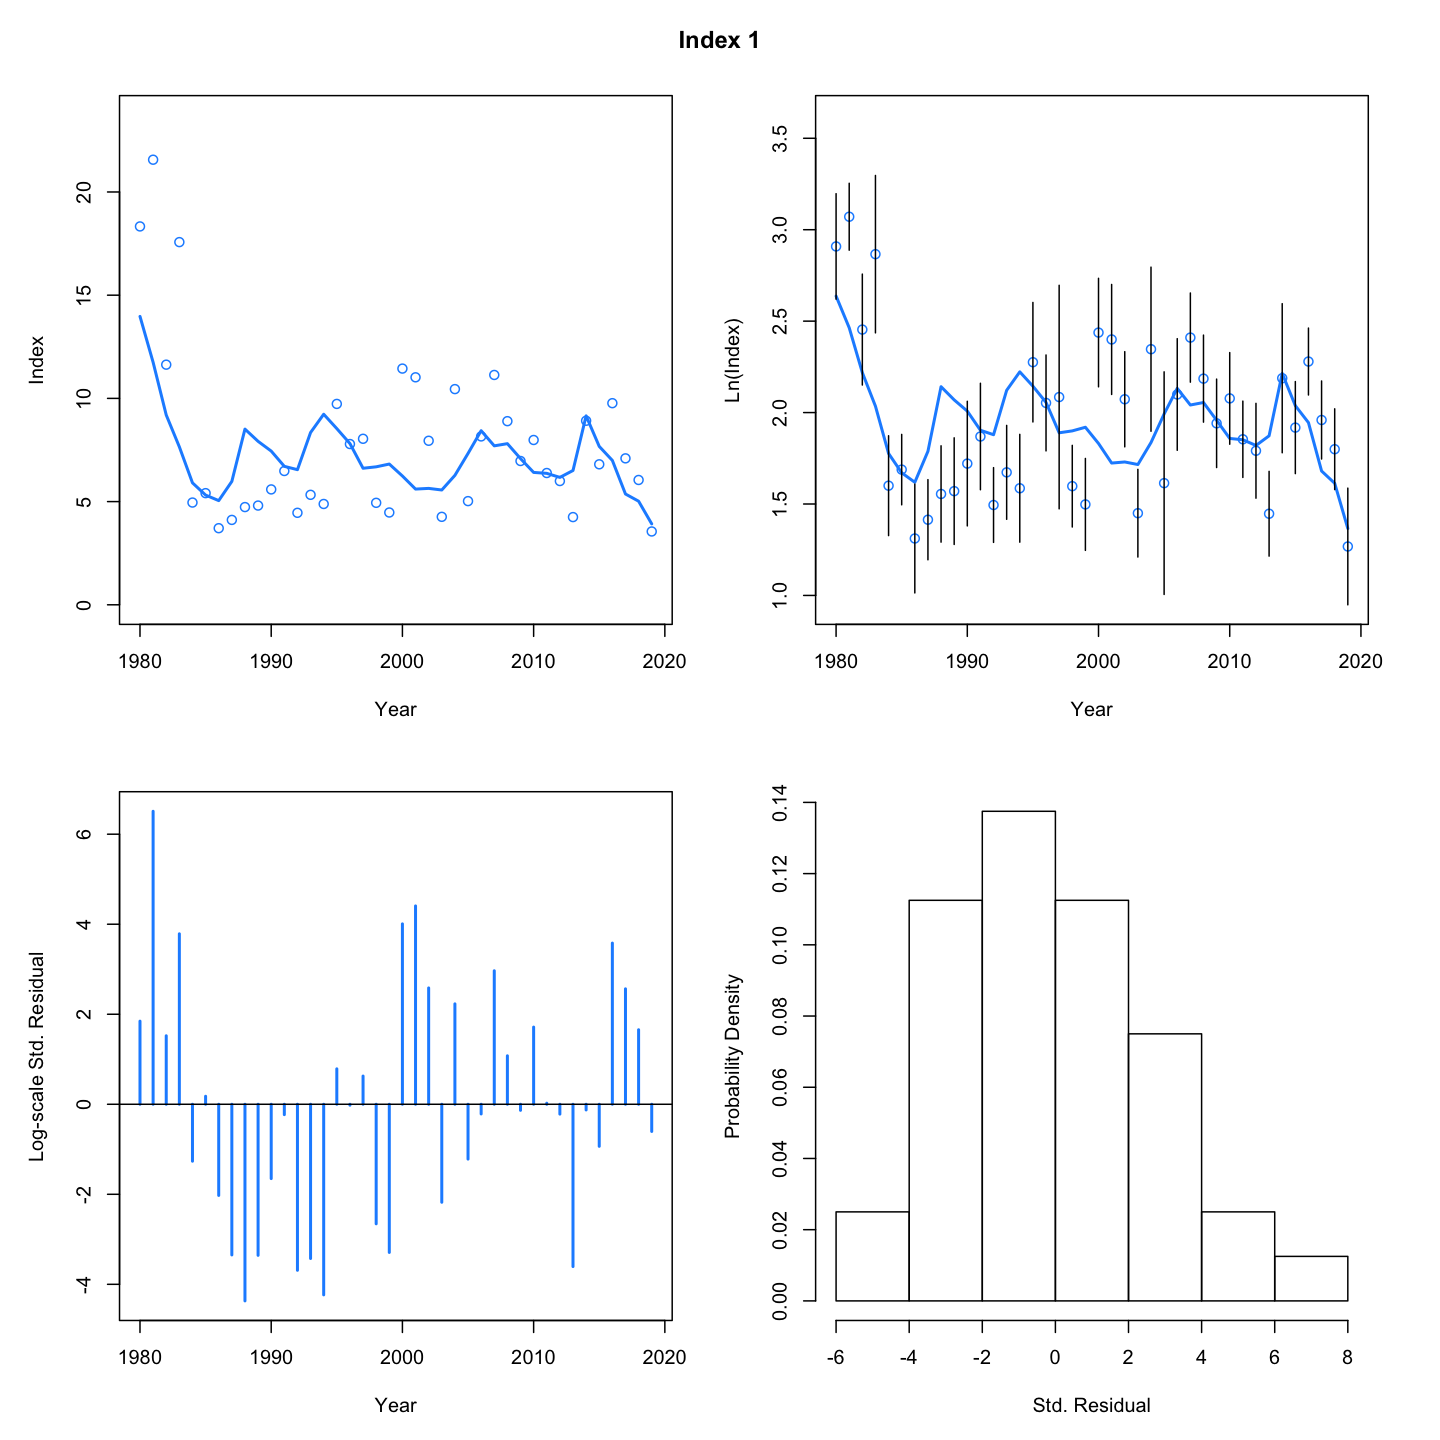 Index 1
Index
20
15
10
5
0
1980 1990 2000 2010 2020
Year
Ln(Index)
3.5
3.0
2.5
2.0
1.5
1.0
1980 1990 2000 2010 2020
Year
Log-scale Std. Residual
6
4
2
0
-2
-4
1980 1990 2000 2010 2020
Year
Probability Density
0.14
0.12
0.10
0.08
0.06
0.04
0.02
0.00
-6 -4 -2 0 2 4 6 8
Std. Residual